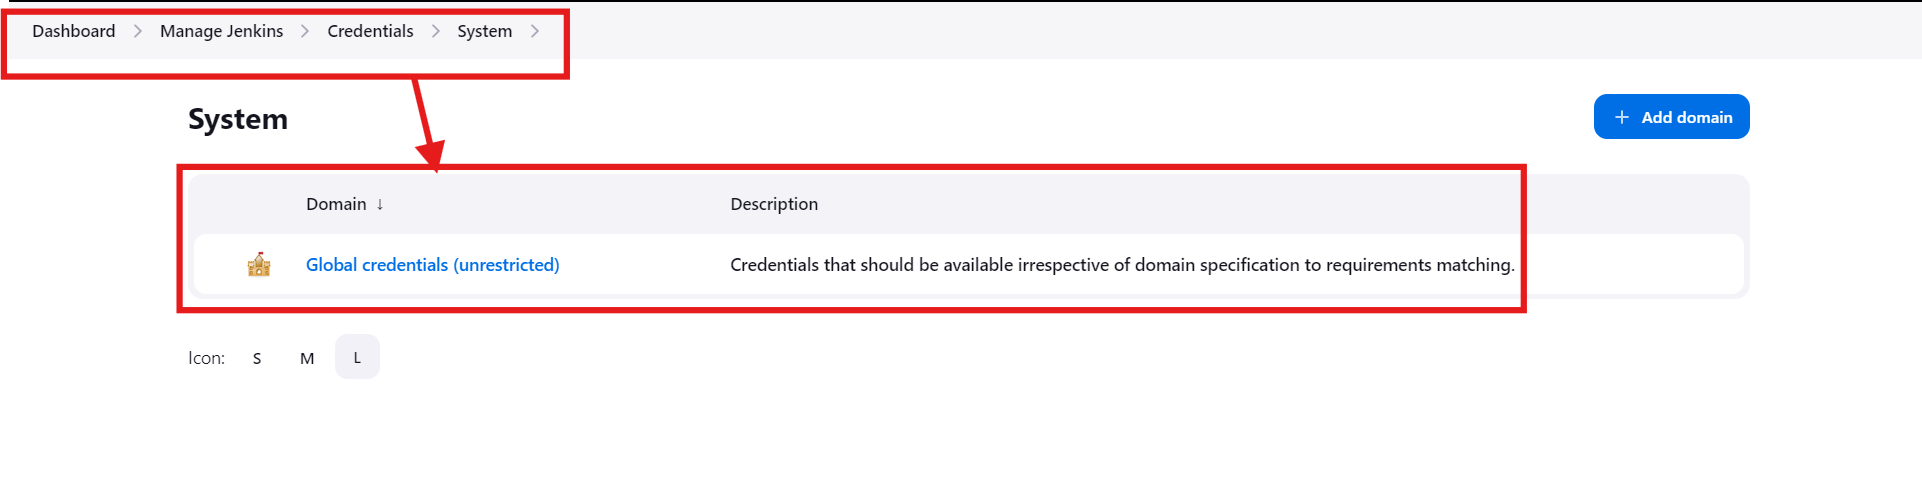 Dashboard > Manage Jenkins > Credentials > System >
System
+ Add domain
Domain ↓ Description
Global credentials (unrestricted) Credentials that should be available irrespective of domain specification to requirements matching.
Icon: S M L